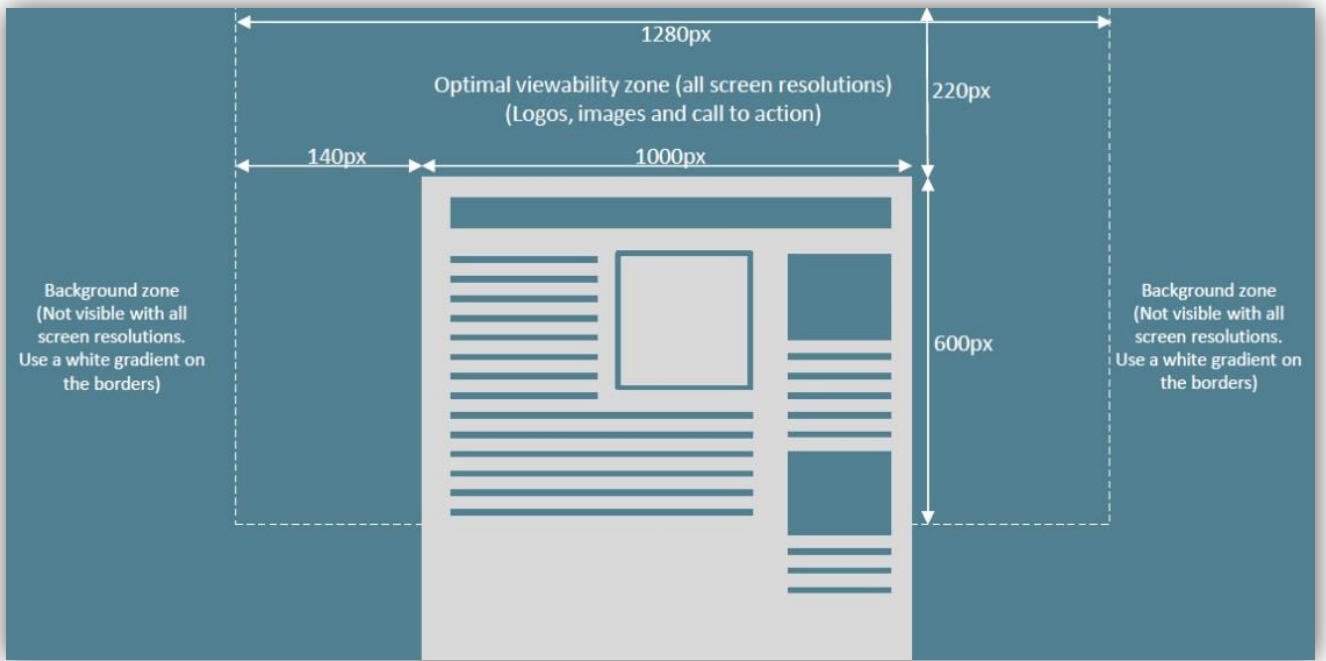 1280px
Optimal viewability zone (all screen resolutions)
(Logos, images and call to action)
220px
140px
1000px
Background zone
(Not visible with all
screen resolutions.
Use a white gradient on
the borders)
600px
Background zone
(Not visible with all
screen resolutions.
Use a white gradient on
the borders)